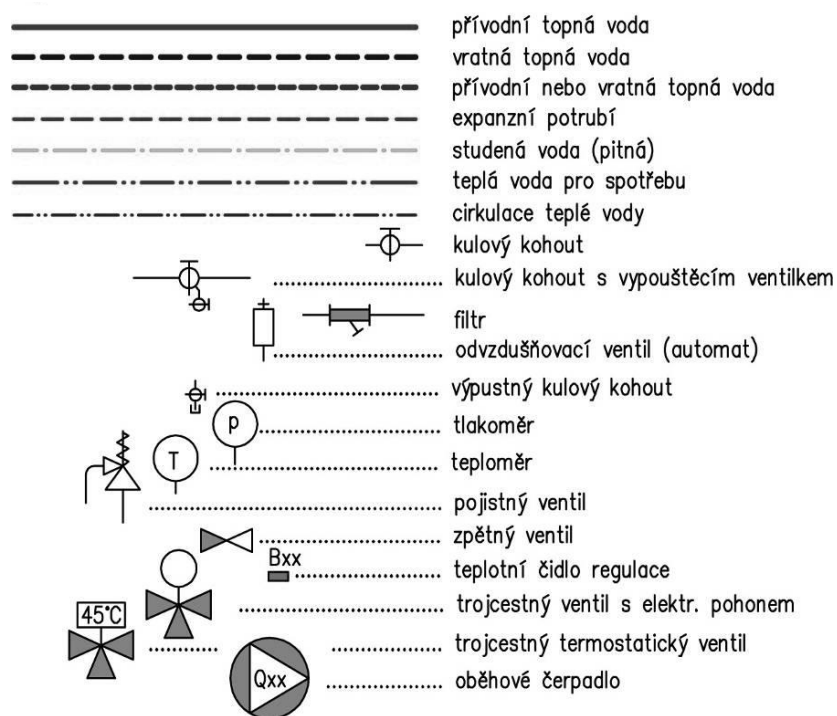 přívodní topná voda
vratná topná voda
přívodní nebo vratná topná voda
expanzní potrubí
studená voda (pitná)
teplá voda pro spotřebu
cirkulace teplé vody
kulový kohout
kulový kohout s vypouštěcím ventilkem
filtr
odvzdušňovací ventil (automat)
výpustný kulový kohout
p
tlakoměr
T
teploměr
pojistný ventil
zpětný ventil
Bxx
teplotní čidlo regulace
trojcestný ventil s elektr. pohonem
45°C
trojcestný termostatický ventil
Qxx
oběhové čerpadlo